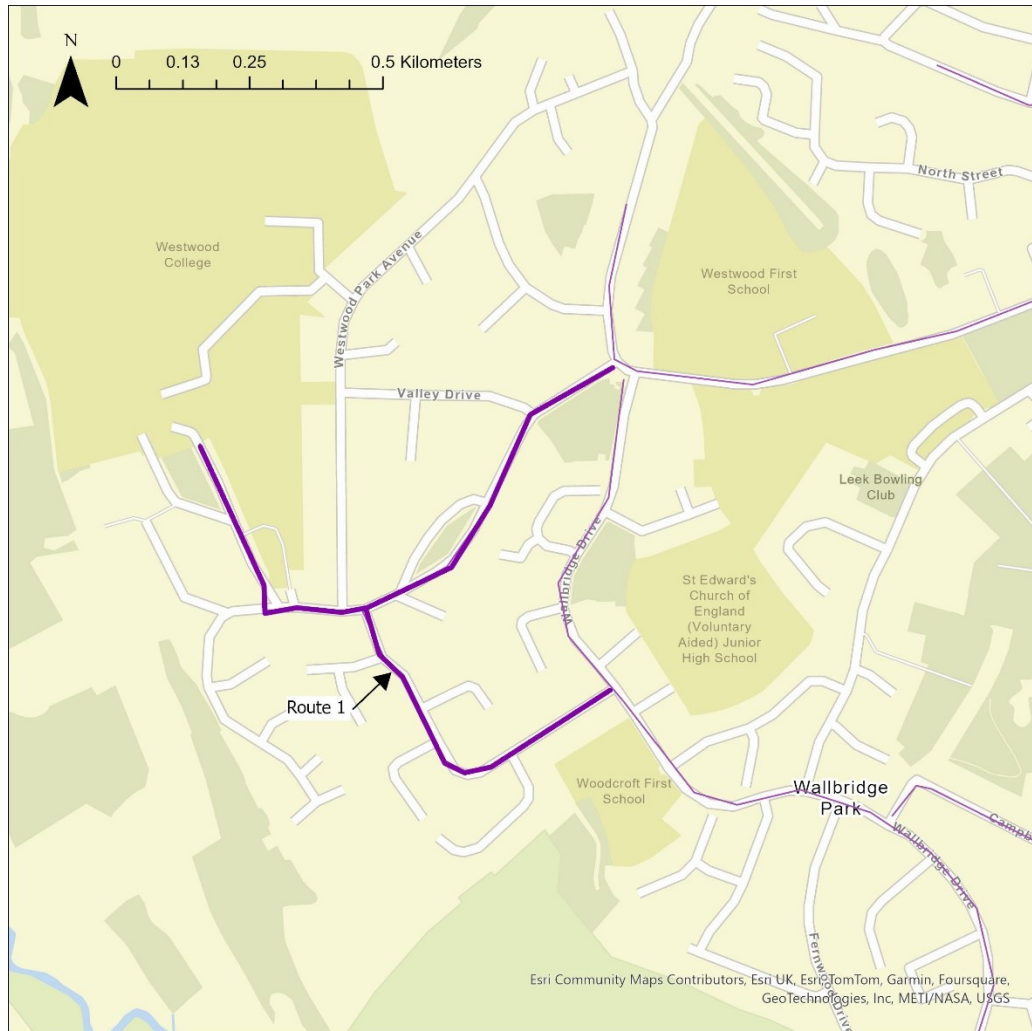 N
0 0.13 0.25 0.5 Kilometers
North Street
Westwood
College
Westwood First
School
Westwood Park Avenue
Valley Drive
Leek Bowling
Club
Wallbridge Drive
St Edward's
Church of
England
(Voluntary
Aided) Junior
High School
Route 1
Woodcroft First
School
Wallbridge
Park
Campb
Wallbridge Drive
Fernwood Drive
Esri Community Maps Contributors, Esri UK, Esri, TomTom, Garmin, Foursquare,
GeoTechnologies, Inc, METI/NASA, USGS